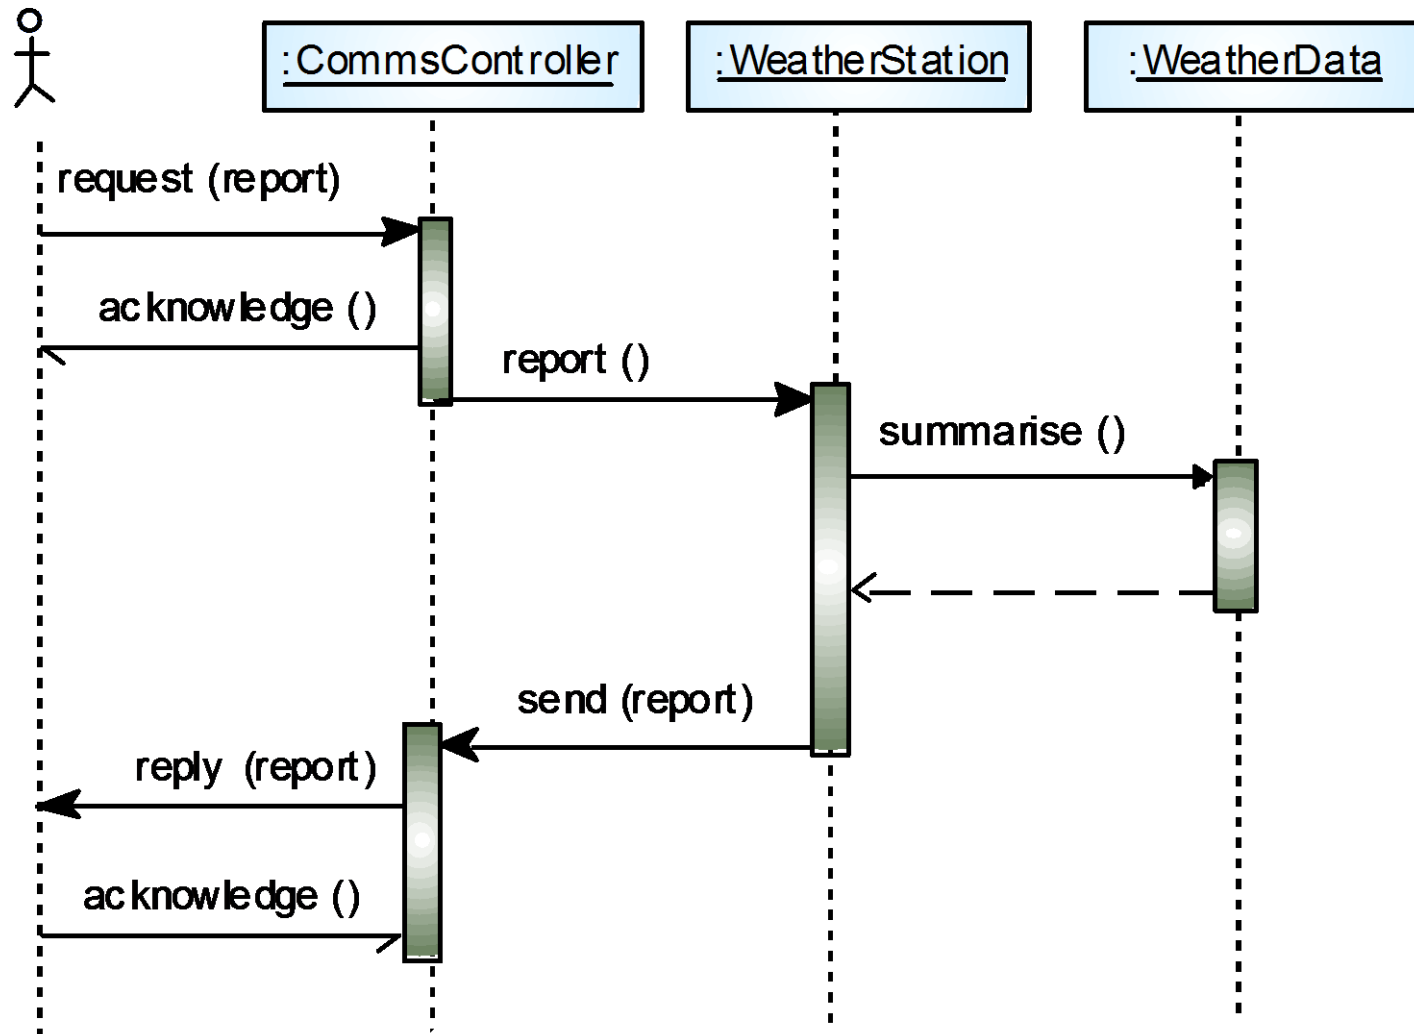 :CommsController
:WeatherStation
:WeatherData
request (report)
acknowledge ()
report ()
summarise ()
send (report)
reply (report)
acknowledge ()